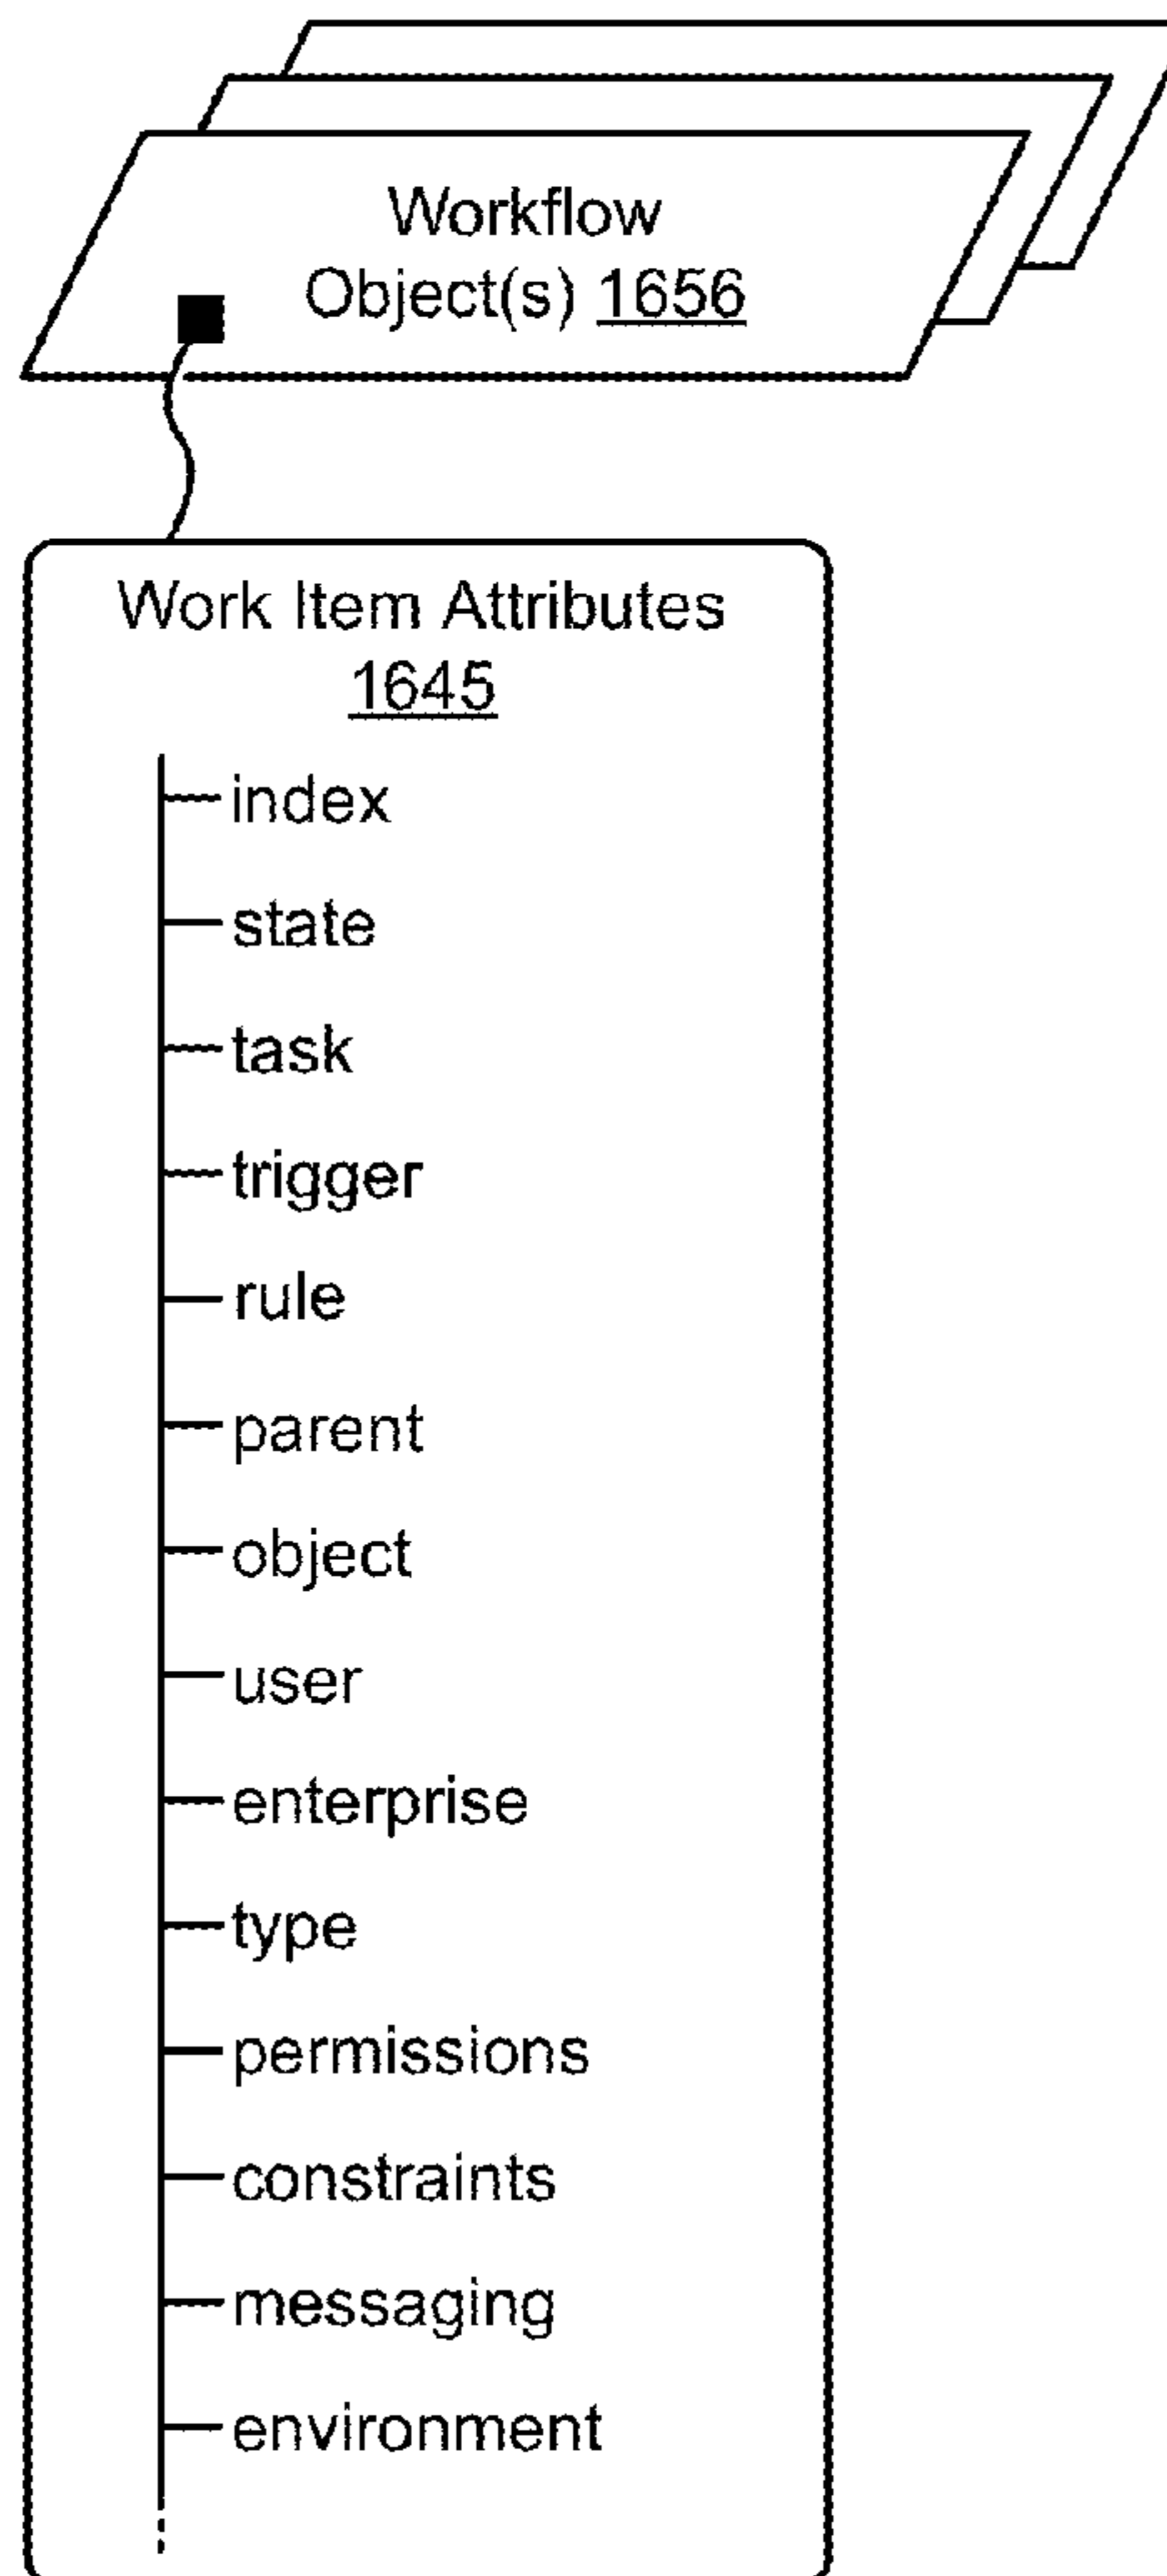 Workflow
Object(s) 1656
Work Item Attributes
1645
index
state
task
trigger
rule
parent
object
user
enterprise
type
permissions
constraints
messaging
environment